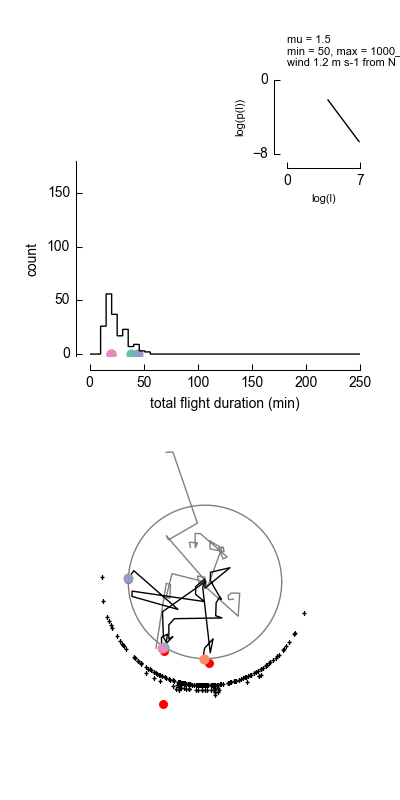 mu = 1.5
min = 50, max = 1000_
wind 1.2 m s-1 from N
0
log(p(l))
−8
0
7
log(l)
150
100
50
0
count
0
50
100
150
200
250
total flight duration (min)